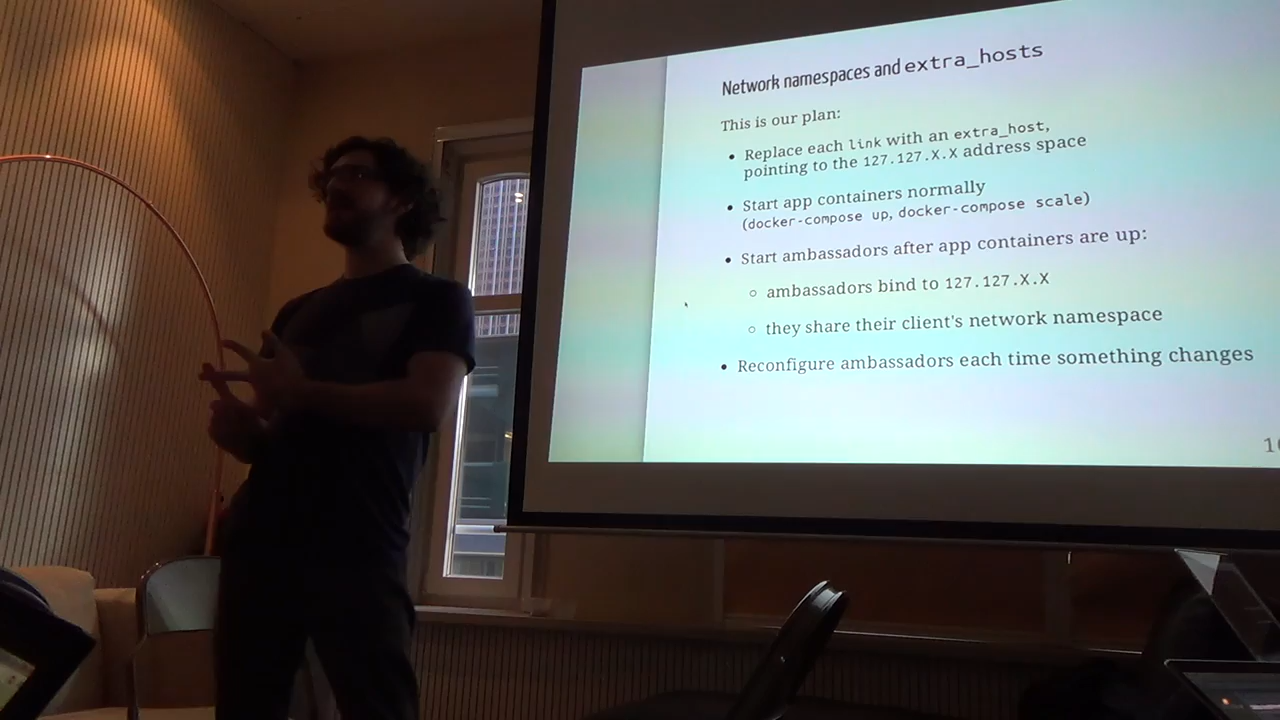 Network namespaces and extra_hosts
This is our plan:
• Replace each link with an extra_host,
pointing to the 127.127.X.X address space
• Start app containers normally
(docker-compose up, docker-compose scale)
• Start ambassadors after app containers are up:
○ ambassadors bind to 127.127.X.X
○ they share their client's network namespace
• Reconfigure ambassadors each time something changes